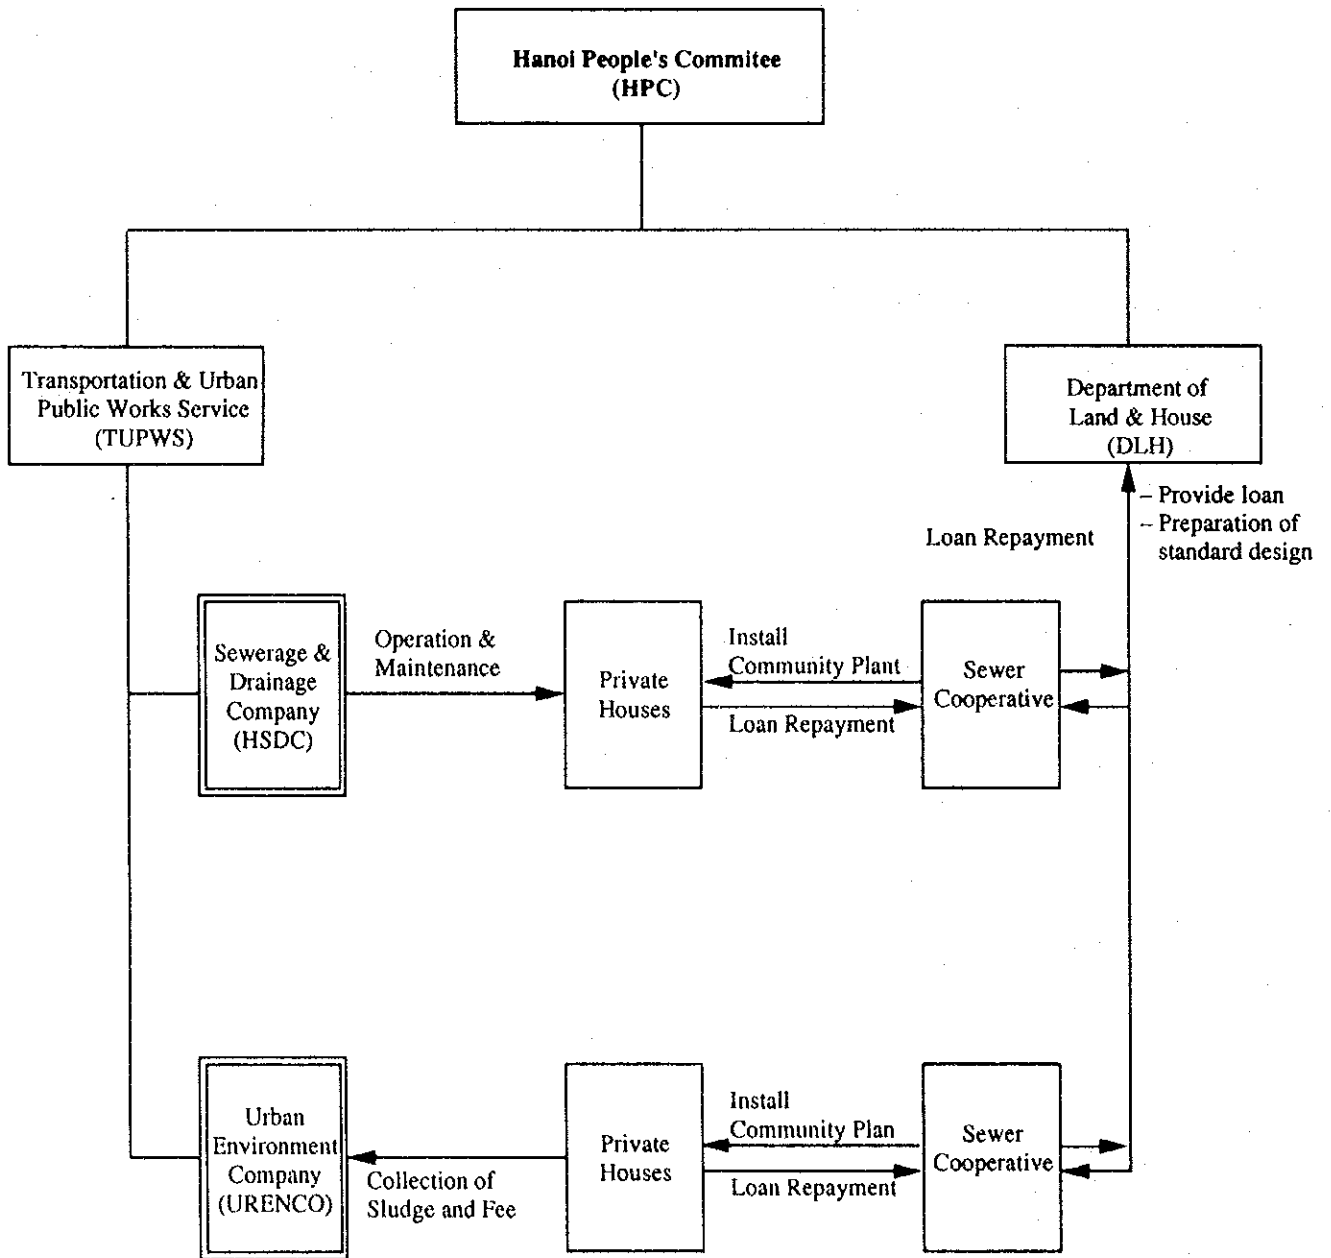 Hanoi People's Commitee
(HPC)
Transportation & Urban
Public Works Service
(TUPWS)
Department of
Land & House
(DLH)
– Provide loan
– Preparation of
standard design
Loan Repayment
Sewerage &
Drainage
Company
(HSDC)
Operation &
Maintenance
Private
Houses
Install
Community Plant
Loan Repayment
Sewer
Cooperative
Urban
Environment
Company
(URENCO)
Collection of
Sludge and Fee
Private
Houses
Install
Community Plan
Loan Repayment
Sewer
Cooperative